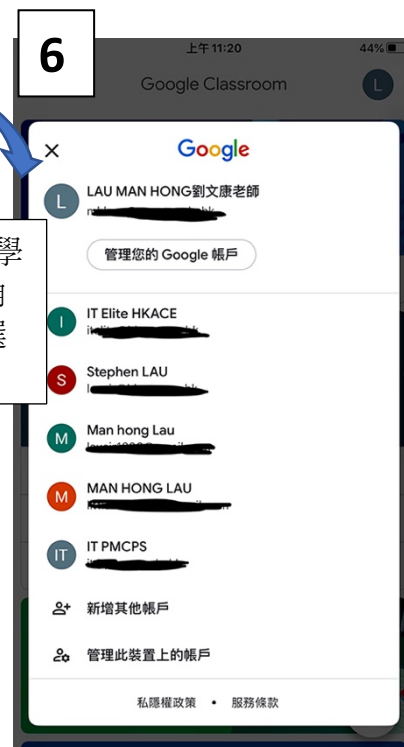 6
上午 11:20
44%
Google Classroom
L
Google
L
LAU MAN HONG劉文康老師
管理您的 Google 帳戶
學
I
IT Elite HKACE
S
Stephen LAU
M
Man hong Lau
M
MAN HONG LAU
IT
IT PMCPS
新增其他帳戶
管理此裝置上的帳戶
私隱權政策 • 服務條款